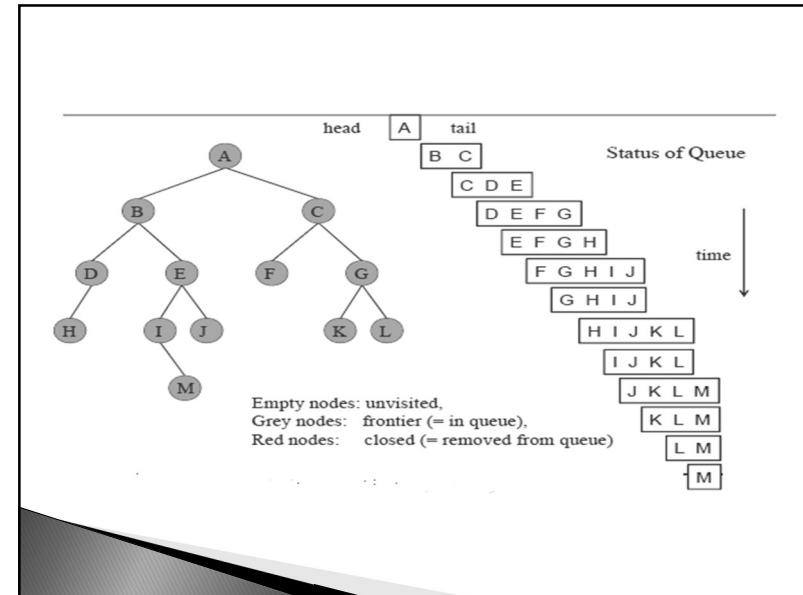 head A tail
Status of Queue
B C
C D E
D E F G
E F G H
time
F G H I J
G H I J
H I J K L
I J K L
J K L M
K L M
L M
M
A
B C
D E F G
H I J K L
M
Empty nodes: unvisited,
Grey nodes: frontier (= in queue),
Red nodes: closed (= removed from queue)